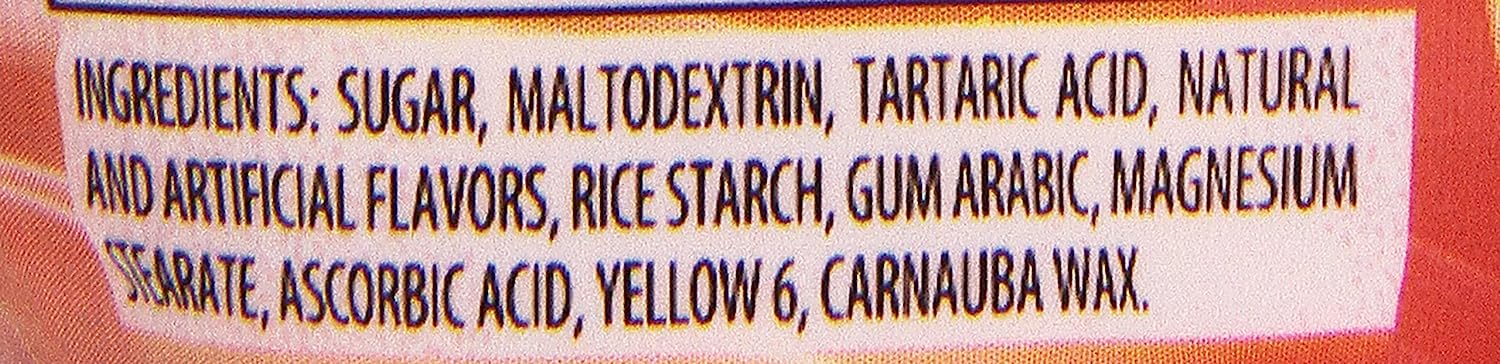 INGREDIENTS: SUGAR, MALTODEXTRIN, TARTARIC ACID, NATURAL
AND ARTIFICIAL FLAVORS, RICE STARCH, GUM ARABIC, MAGNESIUM
STEARATE, ASCORBIC ACID, YELLOW 6, CARNAUBA WAX.